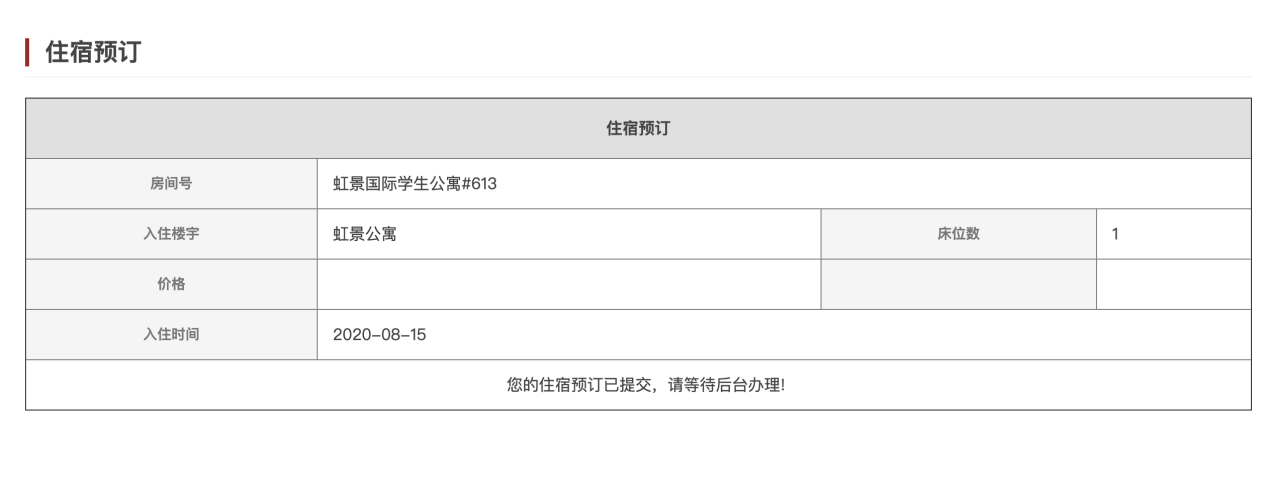 住宿预订
住宿预订
房间号 虹景国际学生公寓#613
入住楼宇 虹景公寓 床位数 1
价格
入住时间 2020-08-15
您的住宿预订已提交，请等待后台办理!